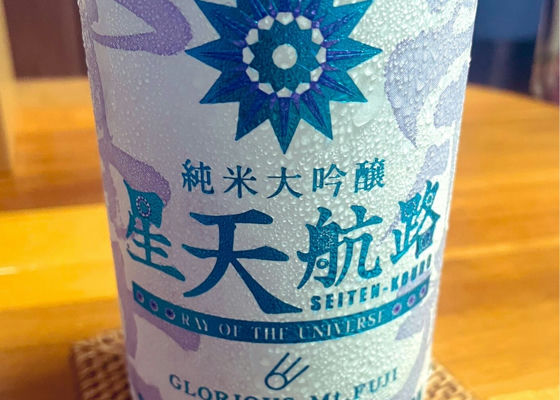 純米大吟醸
星天航路
SEITEN-KOURO
RAY OF THE UNIVERSE
GLORIOUS Mt.FUJI